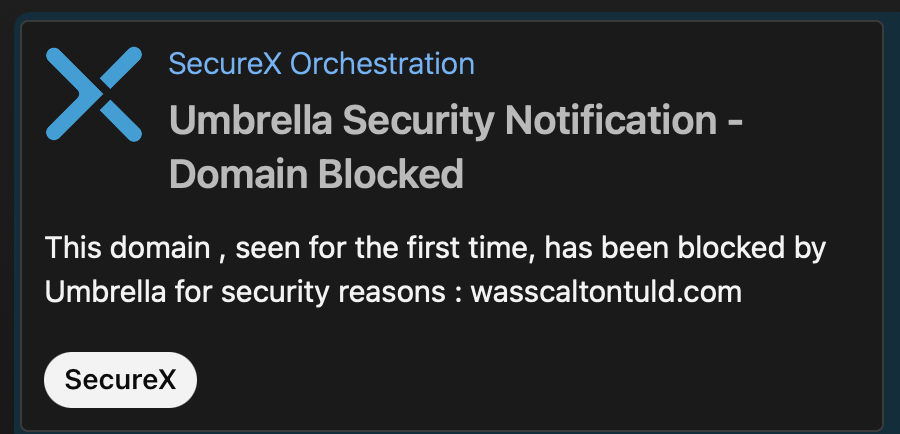 SecureX Orchestration
Umbrella Security Notification -
Domain Blocked
This domain , seen for the first time, has been blocked by
Umbrella for security reasons : wasscaltontuld.com
SecureX